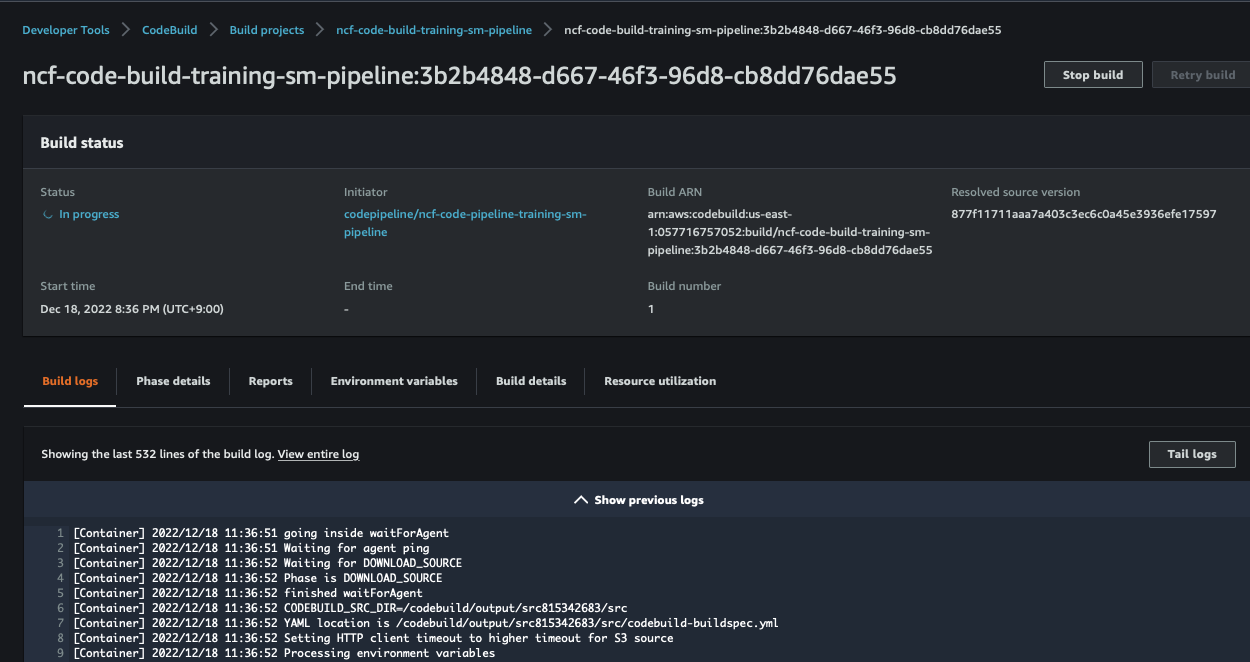 Developer Tools > CodeBuild > Build projects > ncf-code-build-training-sm-pipeline > ncf-code-build-training-sm-pipeline:3b2b4848-d667-46f3-96d8-cb8dd76dae55
ncf-code-build-training-sm-pipeline:3b2b4848-d667-46f3-96d8-cb8dd76dae55
Stop build
Retry build
Build status
Status
In progress
Initiator
codepipeline/ncf-code-pipeline-training-sm-
pipeline
Build ARN
arn:aws:codebuild:us-east-
1:057716757052:build/ncf-code-build-training-sm-
pipeline:3b2b4848-d667-46f3-96d8-cb8dd76dae55
Resolved source version
877f11711aaa7a403c3ec6c0a45e3936efe17597
Start time
Dec 18, 2022 8:36 PM (UTC+9:00)
End time
-
Build number
1
Build logs
Phase details
Reports
Environment variables
Build details
Resource utilization
Showing the last 532 lines of the build log. View entire log
Tail logs
Show previous logs
1 [Container] 2022/12/18 11:36:51 going inside waitForAgent
2 [Container] 2022/12/18 11:36:51 Waiting for agent ping
3 [Container] 2022/12/18 11:36:52 Waiting for DOWNLOAD_SOURCE
4 [Container] 2022/12/18 11:36:52 Phase is DOWNLOAD_SOURCE
5 [Container] 2022/12/18 11:36:52 finished waitForAgent
6 [Container] 2022/12/18 11:36:52 CODEBUILD_SRC_DIR=/codebuild/output/src815342683/src
7 [Container] 2022/12/18 11:36:52 YAML location is /codebuild/output/src815342683/src/codebuild-buildspec.yml
8 [Container] 2022/12/18 11:36:52 Setting HTTP client timeout to higher timeout for S3 source
9 [Container] 2022/12/18 11:36:52 Processing environment variables